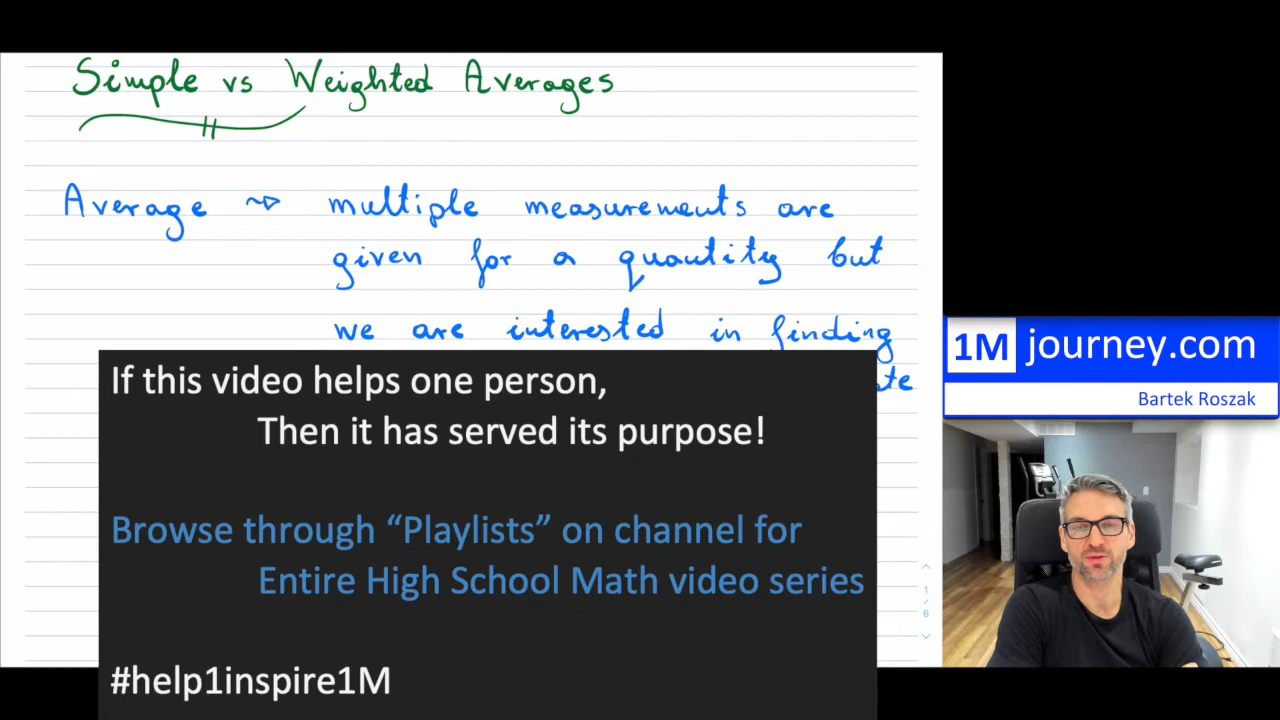 Simple vs Weighted Averages
Average multiple measurements are
given for a quantity but
we are interested in finding
If this video helps one person,
Then it has served its purpose!
Browse through “Playlists” on channel for
Entire High School Math video series
#help1inspire1M
1M journey.com
Bartek Roszak
1
/
6